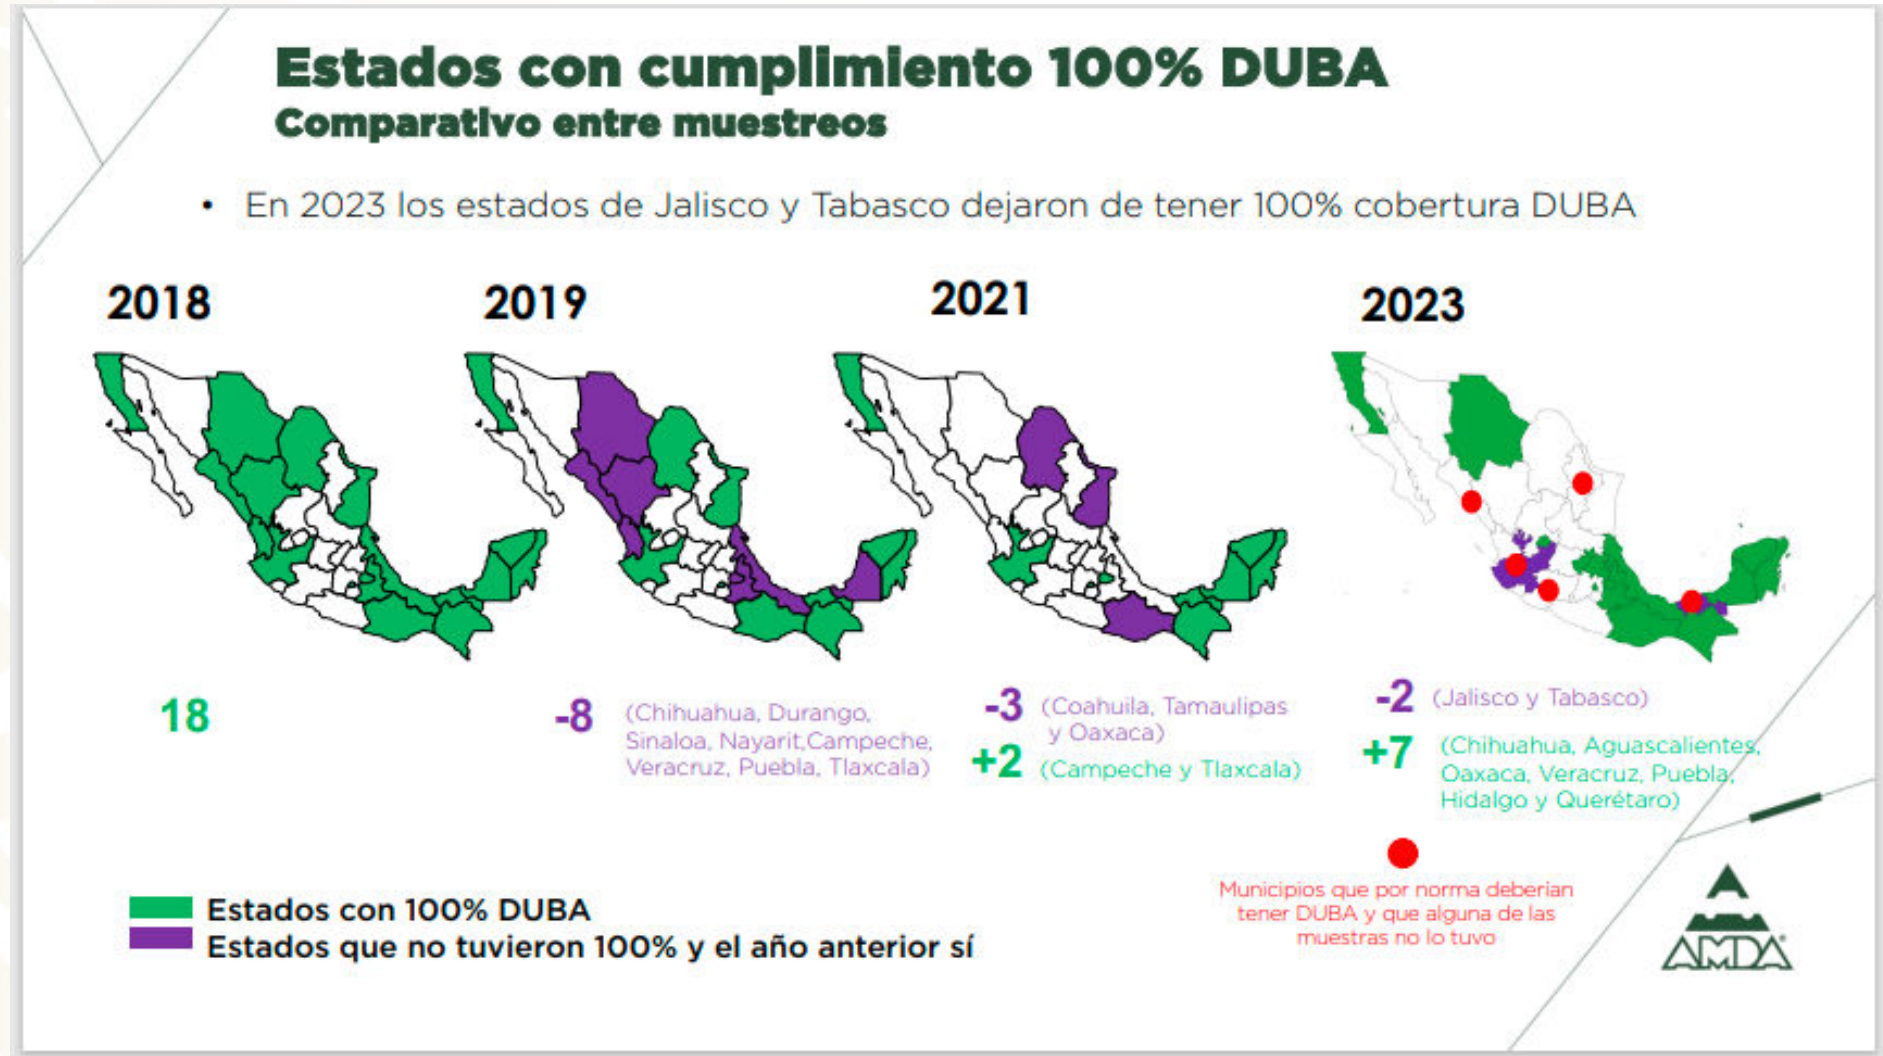 Estados con cumplimiento 100% DUBA
Comparativo entre muestreos
• En 2023 los estados de Jalisco y Tabasco dejaron de tener 100% cobertura DUBA
2018
2019
2021
2023
18
-8
(Chihuahua, Durango,
Sinaloa, Nayarit,Campeche,
Veracruz, Puebla, Tlaxcala)
-3
(Coahuila, Tamaulipas
y Oaxaca)
+2
(Campeche y Tlaxcala)
-2
(Jalisco y Tabasco)
+7
(Chihuahua, Aguascalientes,
Oaxaca, Veracruz, Puebla,
Hidalgo y Querétaro)
Municipios que por norma deberían
tener DUBA y que alguna de las
muestras no lo tuvo
Estados con 100% DUBA
Estados que no tuvieron 100% y el año anterior sí
AMDA